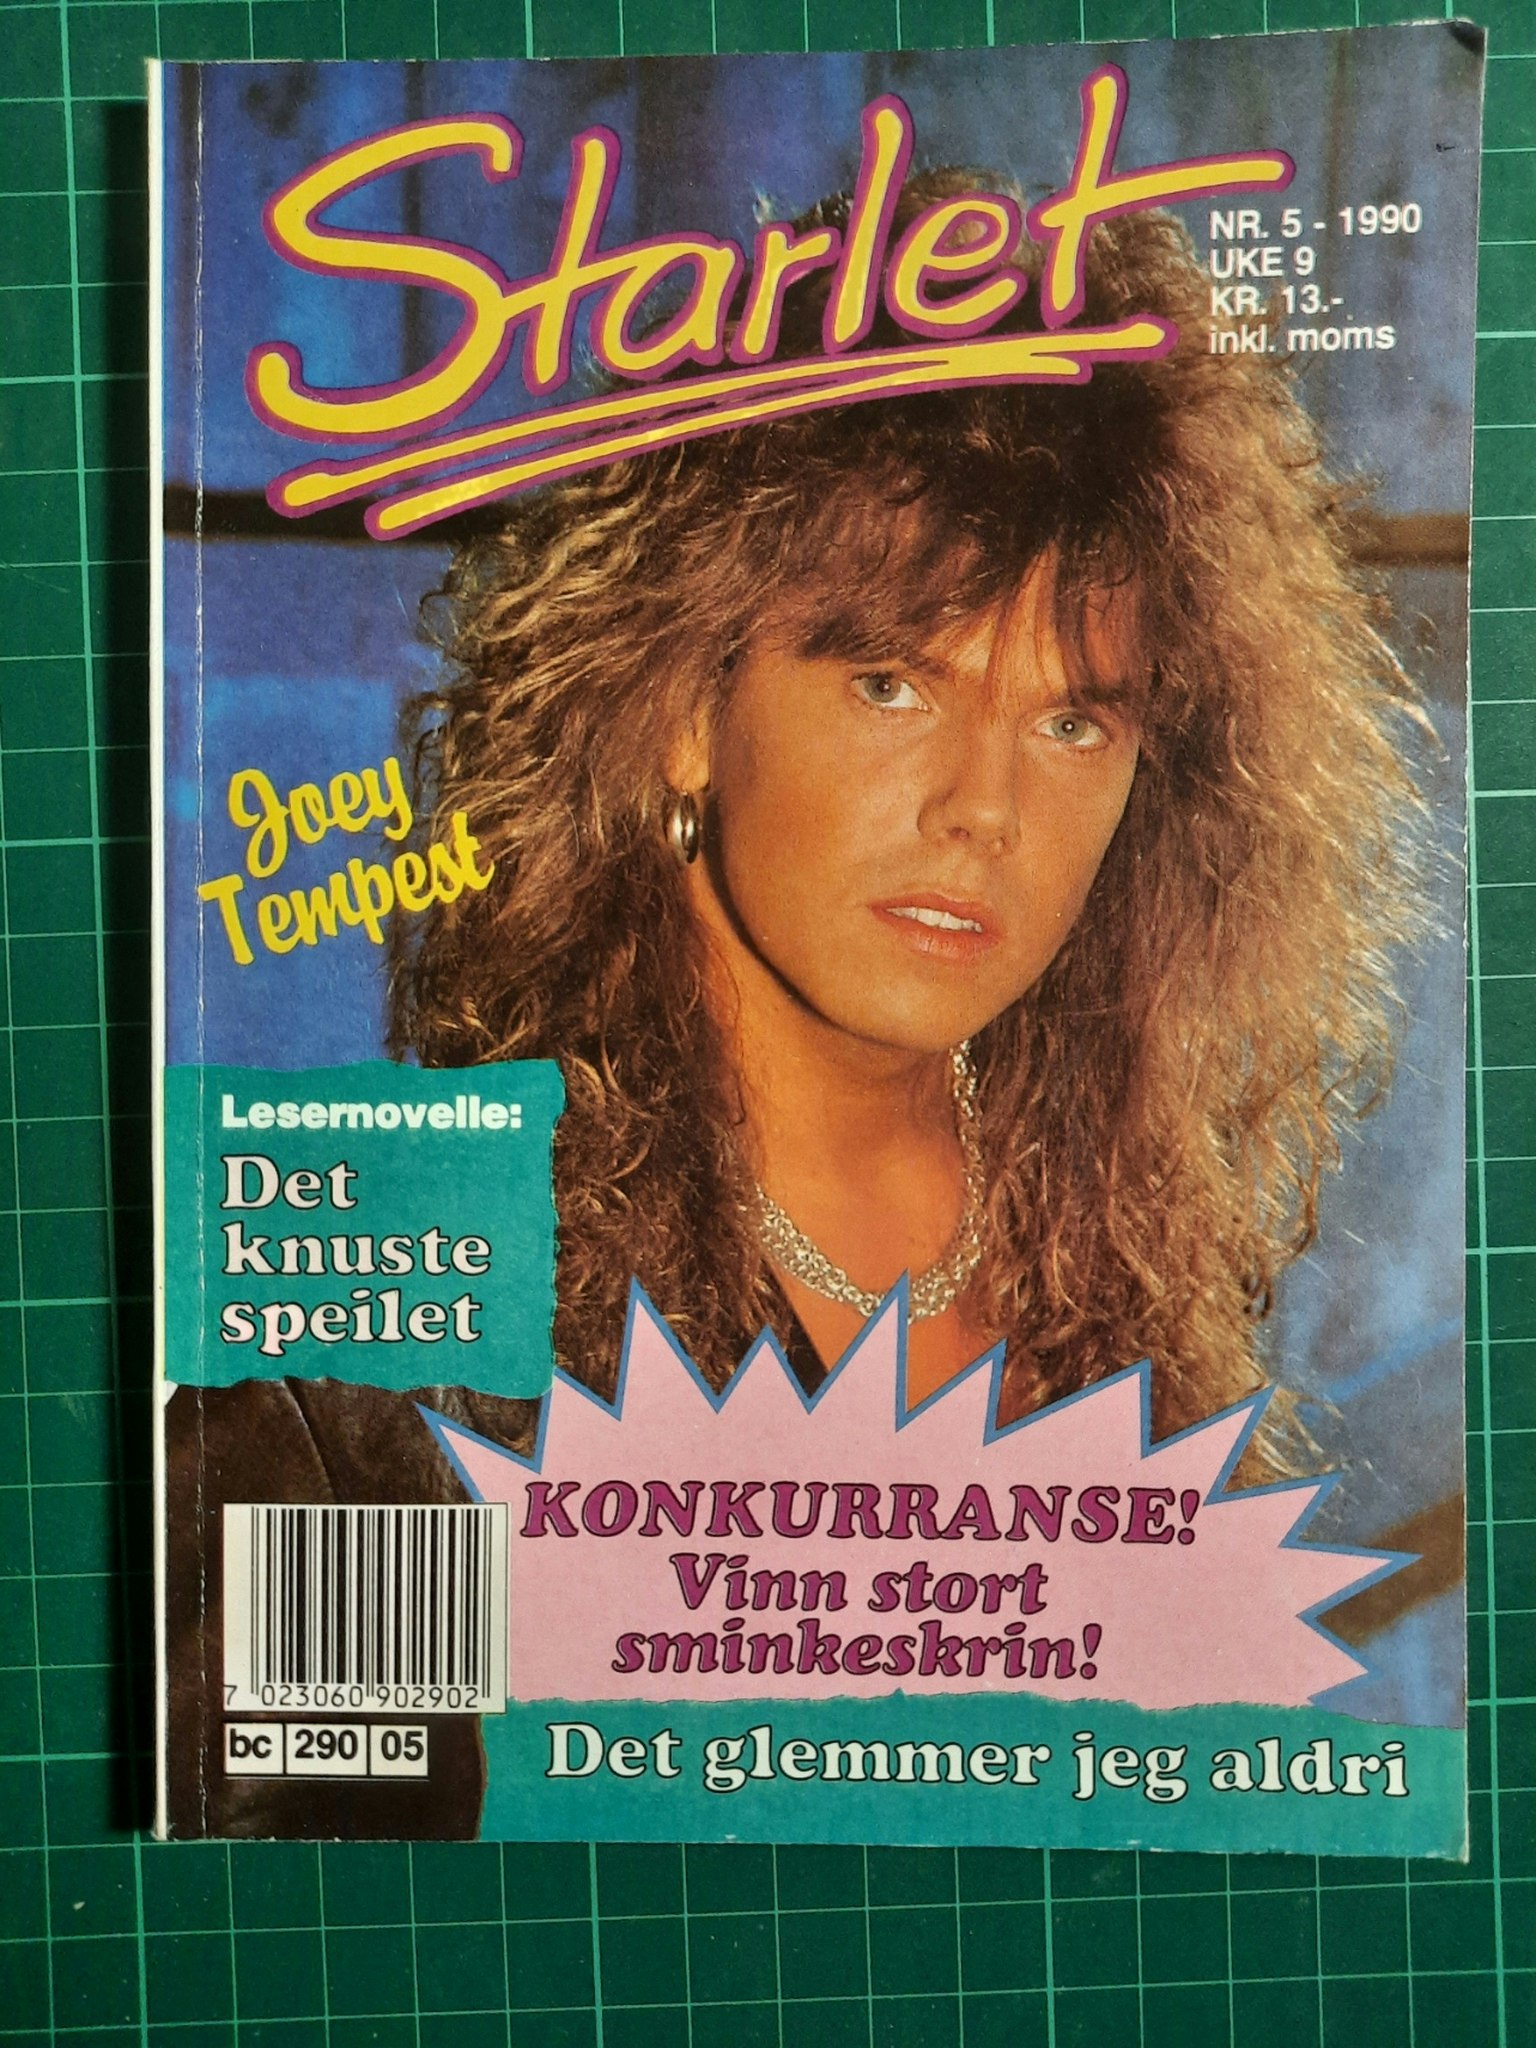 Starlet
NR. 5 - 1990
UKE 9
KR. 13.-
inkl. moms
Joey
Tempest
Lesernovelle:
Det
knuste
speilet
KONKURRANSE!
Vinn stort
sminkeskrin!
7 023060 902902
bc 290 05
Det glemmer jeg aldri